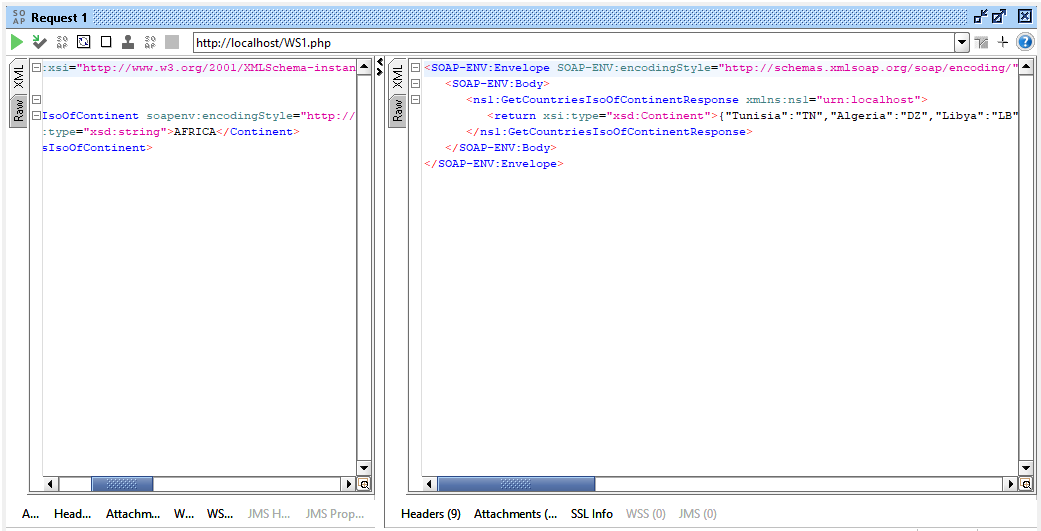 SO AP Request 1
SO AP SO AP http://localhost/WS1.php
XML
Raw
:xsi="http://www.w3.org/2001/XMLSchema-instan
IsoOfContinent soapenv:encodingStyle="http://
:type="xsd:string">AFRICA</Continent>
sIsoOfContinent>
XML
Raw
<SOAP-ENV:Envelope SOAP-ENV:encodingStyle="http://schemas.xmlsoap.org/soap/encoding/"
<SOAP-ENV:Body>
<ns1:GetCountriesIsoOfContinentResponse xmlns:ns1="urn:localhost">
<return xsi:type="xsd:Continent">{"Tunisia":"TN","Algeria":"DZ","Libya":"LB"
</ns1:GetCountriesIsoOfContinentResponse>
</SOAP-ENV:Body>
</SOAP-ENV:Envelope>
A... Head... Attachm... W... WS... JMS H... JMS Prop...
Headers (9) Attachments (... SSL Info WSS (0) JMS (0)